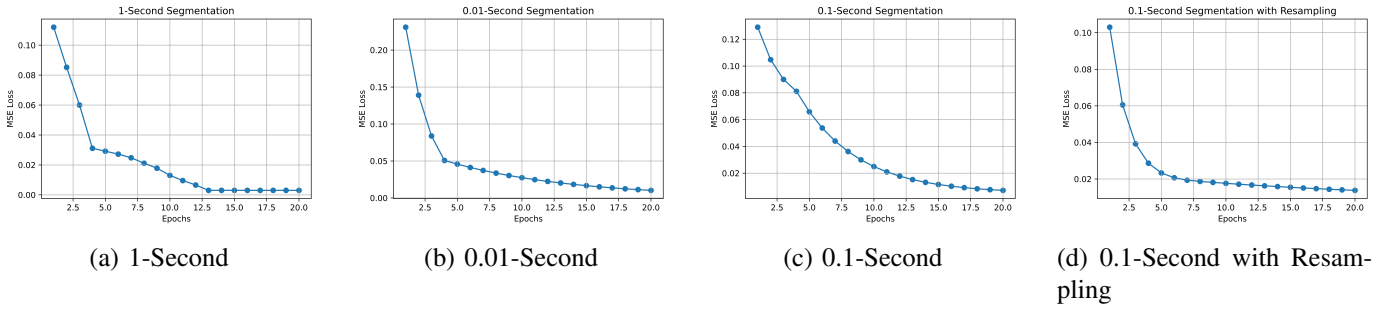 1-Second Segmentation
MSE Loss
0.10
0.08
0.06
0.04
0.02
0.00
2.5 5.0 7.5 10.0 12.5 15.0 17.5 20.0
Epochs
(a) 1-Second
0.01-Second Segmentation
MSE Loss
0.20
0.15
0.10
0.05
0.00
2.5 5.0 7.5 10.0 12.5 15.0 17.5 20.0
Epochs
(b) 0.01-Second
0.1-Second Segmentation
MSE Loss
0.12
0.10
0.08
0.06
0.04
0.02
2.5 5.0 7.5 10.0 12.5 15.0 17.5 20.0
Epochs
(c) 0.1-Second
0.1-Second Segmentation with Resampling
MSE Loss
0.10
0.08
0.06
0.04
0.02
2.5 5.0 7.5 10.0 12.5 15.0 17.5 20.0
Epochs
(d) 0.1-Second with Resam-
pling